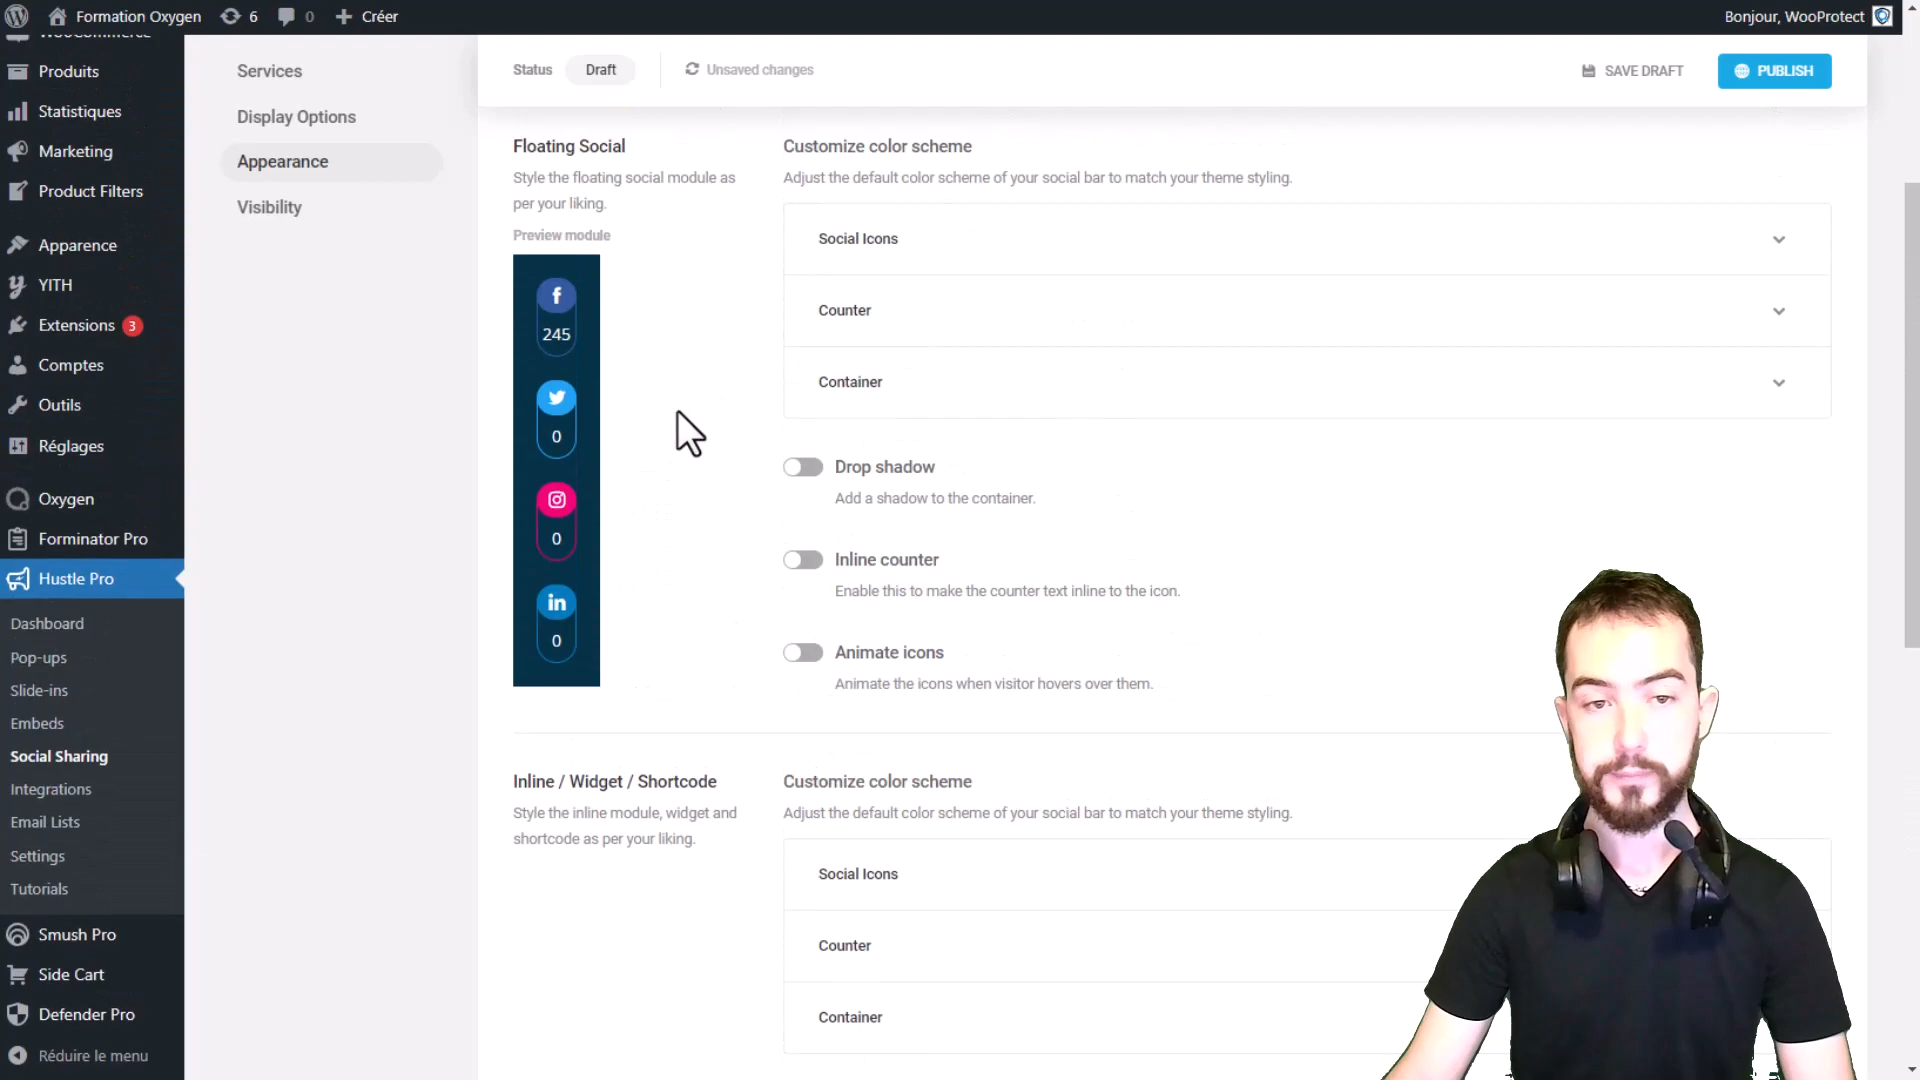 Formation Oxygen
6
0
Créer
Bonjour, WooProtect
Produits
Statistiques
Marketing
Product Filters
Apparence
YITH
Extensions 3
Comptes
Outils
Réglages
Oxygen
Forminator Pro
Hustle Pro
Dashboard
Pop-ups
Slide-ins
Embeds
Social Sharing
Integrations
Email Lists
Settings
Tutorials
Smush Pro
Side Cart
Defender Pro
Réduire le menu
Services
Display Options
Appearance
Visibility
Status
Draft
Unsaved changes
SAVE DRAFT
PUBLISH
Floating Social
Style the floating social module as
per your liking.
Preview module
245
0
0
in
0
Customize color scheme
Adjust the default color scheme of your social bar to match your theme styling.
Social Icons
Counter
Container
Drop shadow
Add a shadow to the container.
Inline counter
Enable this to make the counter text inline to the icon.
Animate icons
Animate the icons when visitor hovers over them.
Inline / Widget / Shortcode
Style the inline module, widget and
shortcode as per your liking.
Customize color scheme
Adjust the default color scheme of your social bar to match your theme styling.
Social Icons
Counter
Container